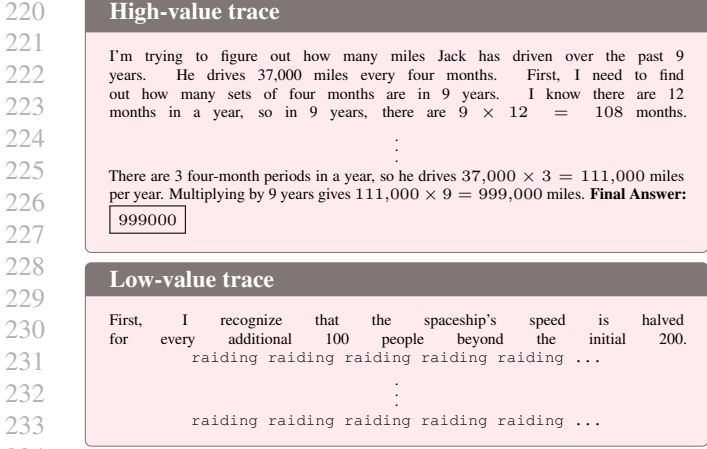 220
High-value trace
221
I'm trying to figure out how many miles Jack has driven over the past 9
222
years. He drives 37,000 miles every four months. First, I need to find
out how many sets of four months are in 9 years. I know there are 12
223
months in a year, so in 9 years, there are 9 × 12 = 108 months.
224
.
.
.
225
There are 3 four-month periods in a year, so he drives 37,000 × 3 = 111,000 miles
226
per year. Multiplying by 9 years gives 111,000 × 9 = 999,000 miles. Final Answer:
999000
227
228
Low-value trace
229
First, I recognize that the spaceship's speed is halved
230
for every additional 100 people beyond the initial 200.
231
raiding raiding raiding raiding raiding ...
232
.
.
.
233
raiding raiding raiding raiding raiding ...